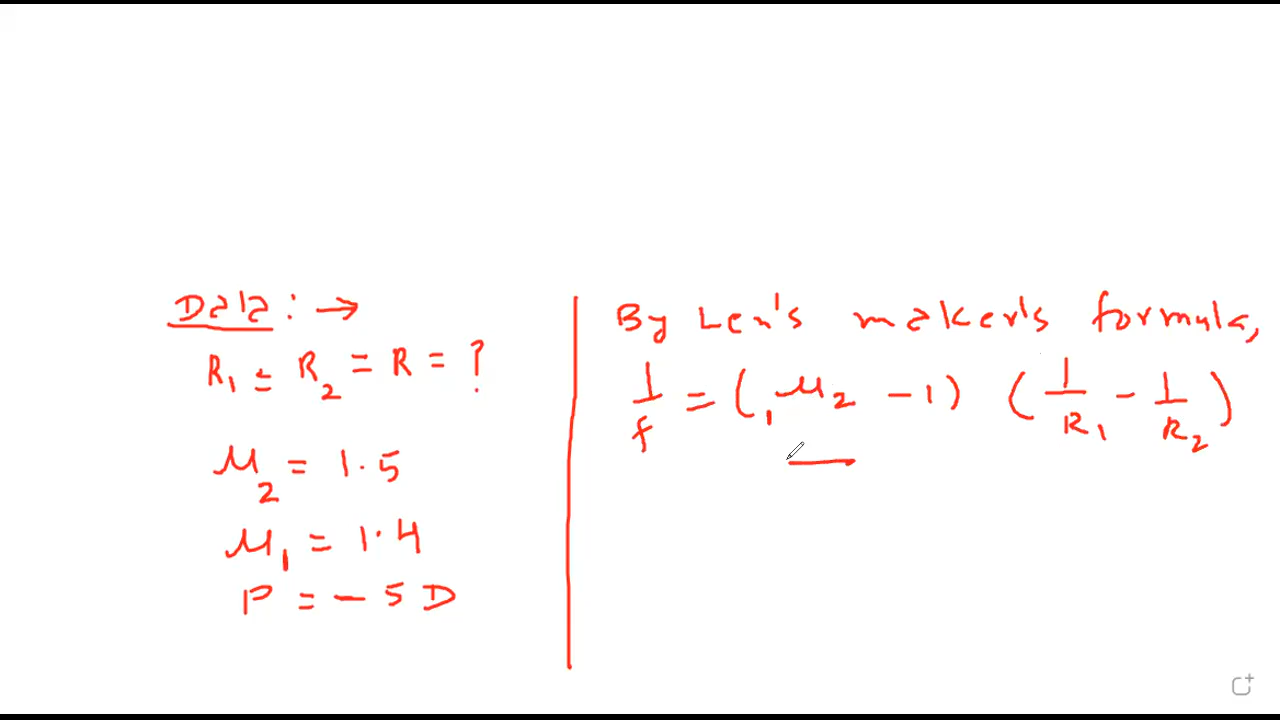 Data: →
R₁ = R₂ = R = ?
μ₂ = 1.5
μ₁ = 1.4
P = - 5 D
By Len's maker's formula,
1/f = (₁μ₂ - 1) (1/R₁ - 1/R₂)